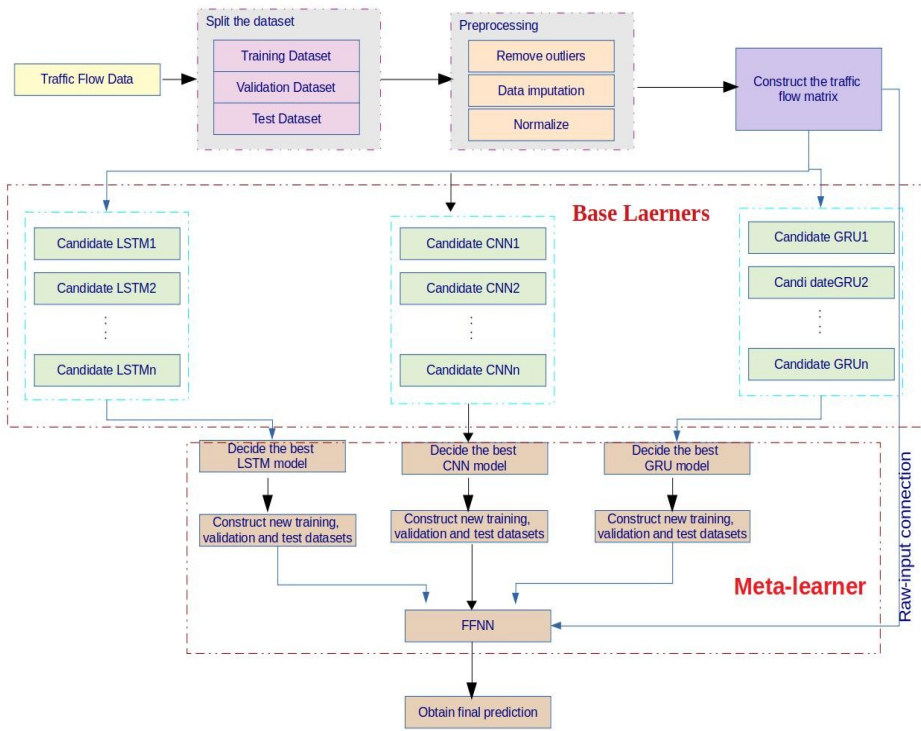 Split the dataset
Preprocessing
Traffic Flow Data
Training Dataset
Validation Dataset
Test Dataset
Remove outliers
Data imputation
Normalize
Construct the traffic
flow matrix
Base Laerners
Candidate LSTM1
Candidate LSTM2
Candidate LSTMn
Candidate CNN1
Candidate CNN2
Candidate CNNn
Candidate GRU1
Candi dateGRU2
Candidate GRUn
Decide the best
LSTM model
Decide the best
CNN model
Decide the best
GRU model
Construct new training,
validation and test datasets
Construct new training,
validation and test datasets
Construct new training,
validation and test datasets
Meta-learner
Raw-input connection
FFNN
Obtain final prediction